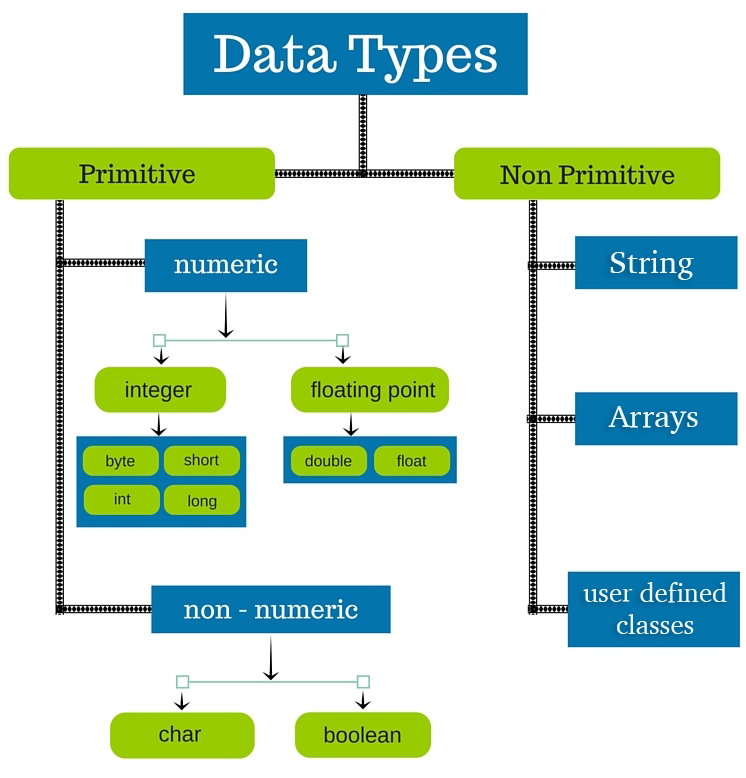 Data Types
Primitive
Non Primitive
numeric
String
integer
floating point
Arrays
byte
short
double
float
int
long
non - numeric
user defined
classes
char
boolean